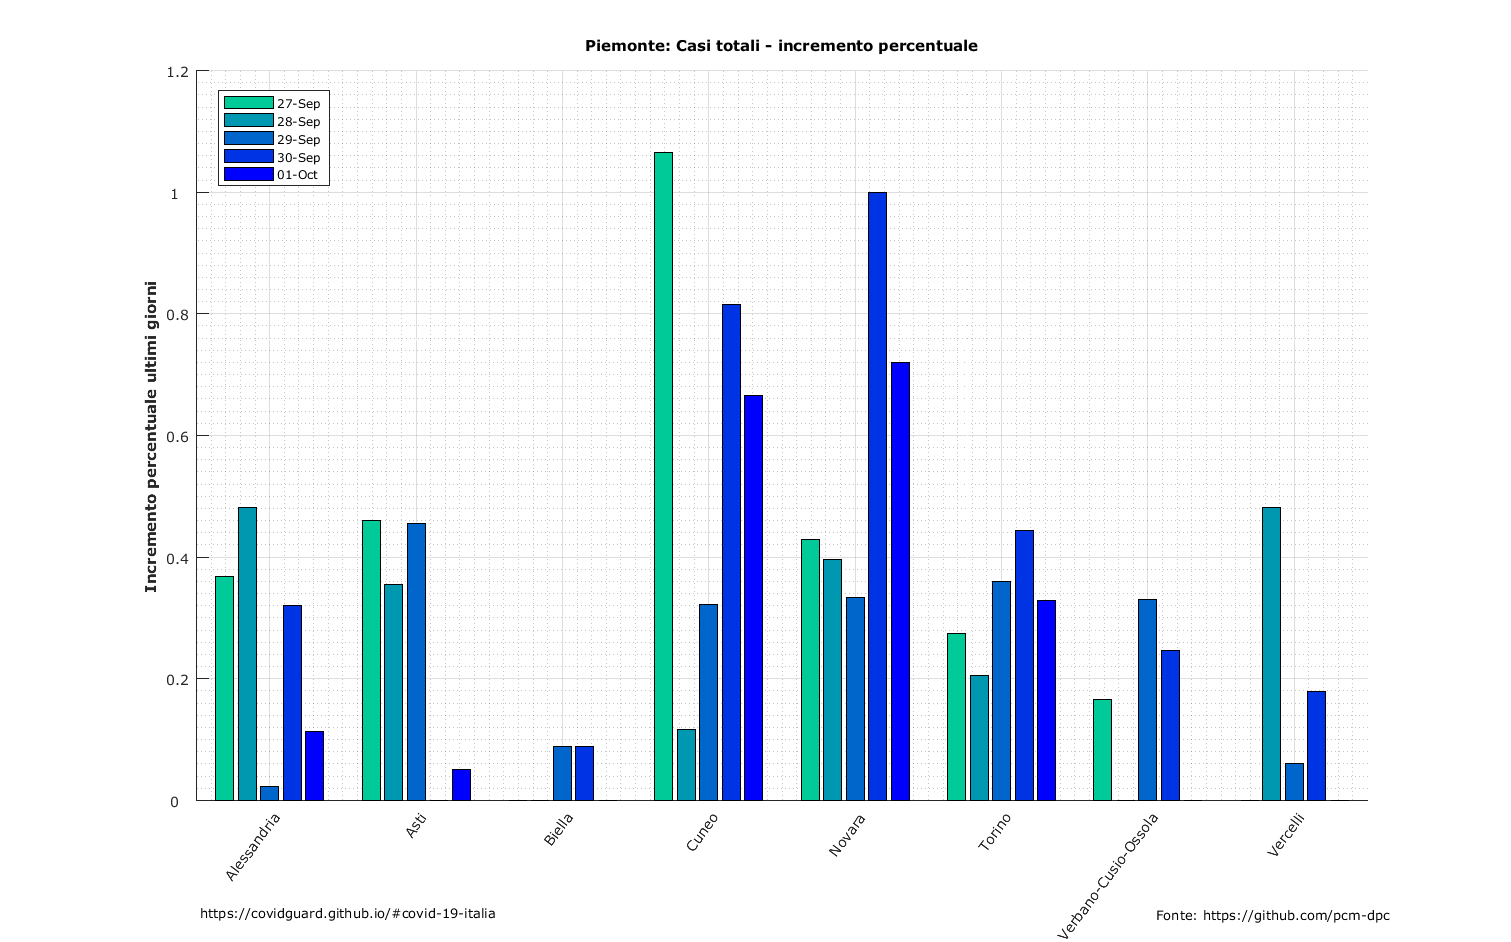 Piemonte: Casi totali - incremento percentuale
Incremento percentuale ultimi giorni
1.2
1
0.8
0.6
0.4
0.2
0
27-Sep
28-Sep
29-Sep
30-Sep
01-Oct
Alessandria
Asti
Biella
Cuneo
Novara
Torino
Verbano-Cusio-Ossola
Vercelli
https://covidguard.github.io/#covid-19-italia
Fonte: https://github.com/pcm-dpc